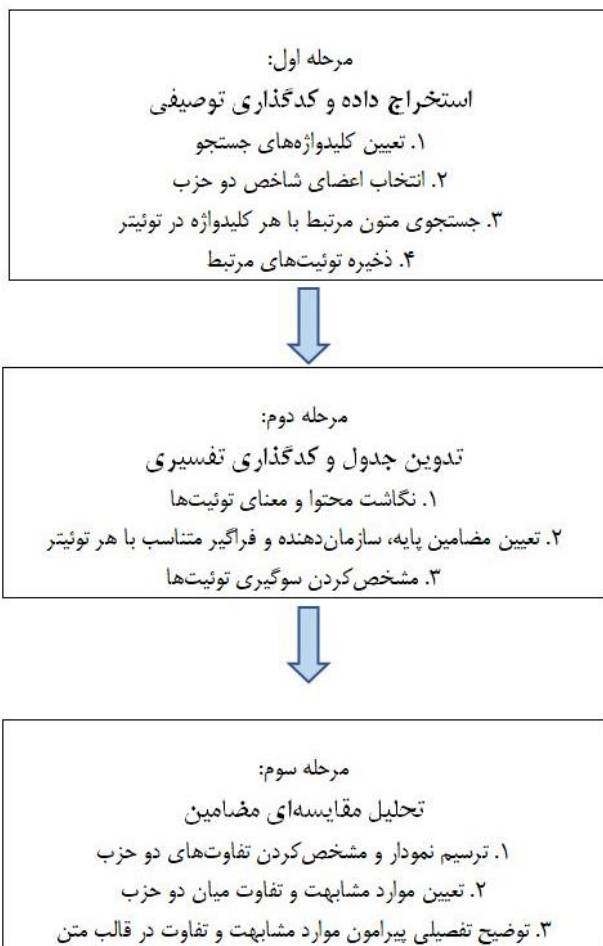 مرحله اول:
استخراج داده و کدگذاری توصیفی
۱. تعیین کلیدواژه‌های جستجو
۲. انتخاب اعضای شاخص دو حزب
۳. جستجوی متون مرتبط با هر کلیدواژه در توئیتر
۴. ذخیره توئیت‌های مرتبط
مرحله دوم:
تدوین جدول و کدگذاری تفسیری
۱. نگاشت محتوا و معنای توئیت‌ها
۲. تعیین مضامین پایه، سازمان‌دهنده و فراگیر متناسب با هر توئیتر
۳. مشخص‌کردن سوگیری توئیت‌ها
مرحله سوم:
تحلیل مقایسه‌ای مضامین
۱. ترسیم نمودار و مشخص‌کردن تفاوت‌های دو حزب
۲. تعیین موارد مشابهت و تفاوت میان دو حزب
۳. توضیح تفصیلی پیرامون موارد مشابهت و تفاوت در قالب متن